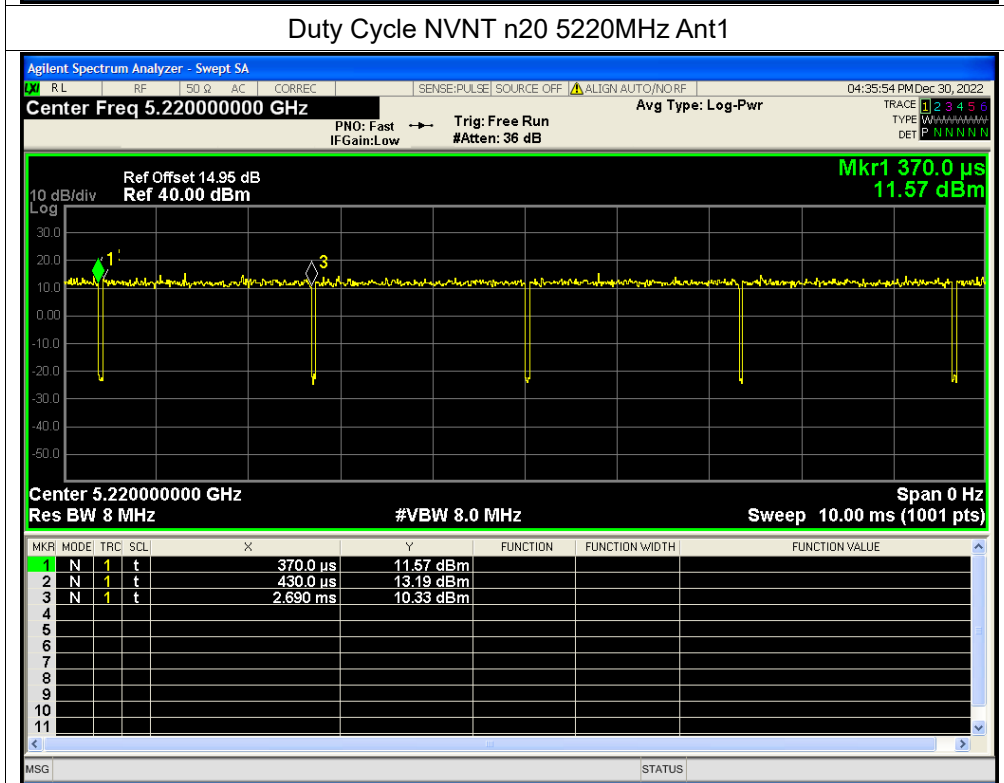 Duty Cycle NVNT n20 5220MHz Ant1
Agilent Spectrum Analyzer - Swept SA
LXI RL RF 50 Ω AC CORREC SENSE:PULSE SOURCE OFF ALIGN AUTO/NO RF 04:35:54 PM Dec 30, 2022
Center Freq 5.220000000 GHz
PNO: Fast
IFGain:Low
Trig: Free Run
#Atten: 36 dB
Avg Type: Log-Pwr
TRACE 1 2 3 4 5 6
TYPE W
DET P N N N N N
10 dB/div
Log
Ref Offset 14.95 dB
Ref 40.00 dBm
Mkr1 370.0 µs
11.57 dBm
30.0
20.0
10.0
0.00
-10.0
-20.0
-30.0
-40.0
-50.0
1
3
Center 5.220000000 GHz Span 0 Hz
Res BW 8 MHz #VBW 8.0 MHz Sweep 10.00 ms (1001 pts)
MKR MODE TRC SCL X Y FUNCTION FUNCTION WIDTH FUNCTION VALUE
1 N 1 t 370.0 µs 11.57 dBm
2 N 1 t 430.0 µs 13.19 dBm
3 N 1 t 2.690 ms 10.33 dBm
4
5
6
7
8
9
10
11
MSG STATUS